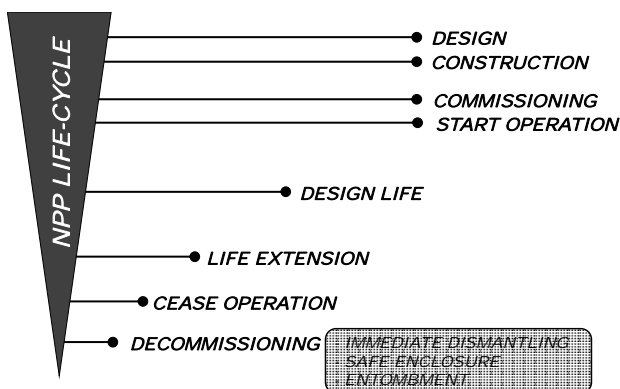 NPP LIFE-CYCLE
DESIGN
CONSTRUCTION
COMMISSIONING
START OPERATION
DESIGN LIFE
LIFE EXTENSION
CEASE OPERATION
DECOMMISSIONING
- IMMEDIATE DISMANTLING
- SAFE ENCLOSURE
- ENTOMBMENT